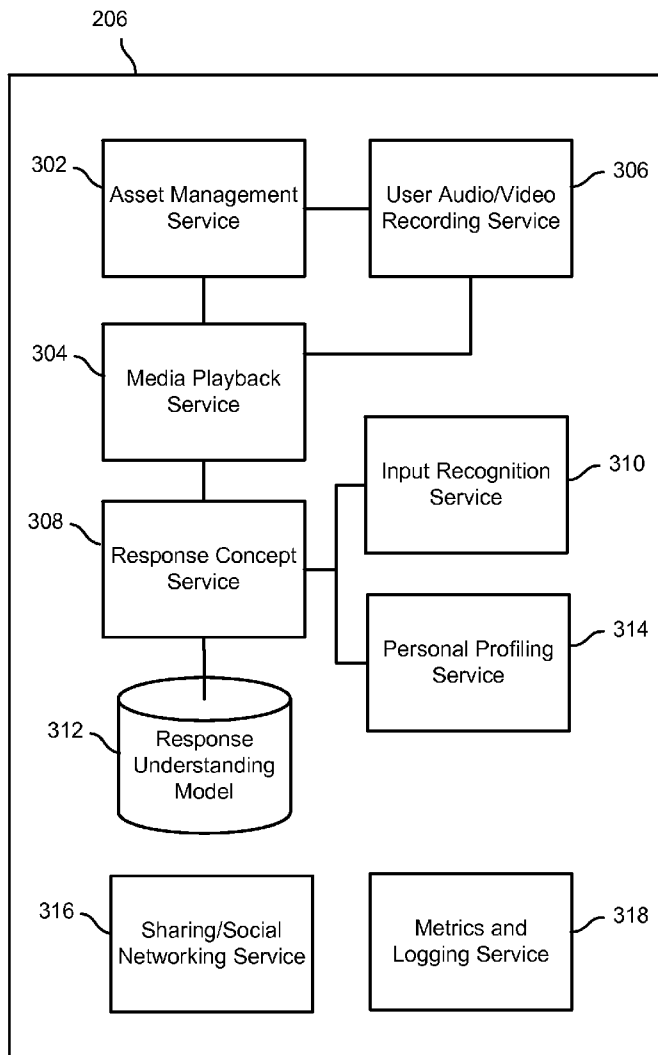 206
302
Asset Management
Service
User Audio/Video
Recording Service
306
304
Media Playback
Service
Input Recognition
Service
310
308
Response Concept
Service
Personal Profiling
Service
314
312
Response
Understanding
Model
316
Sharing/Social
Networking Service
Metrics and
Logging Service
318